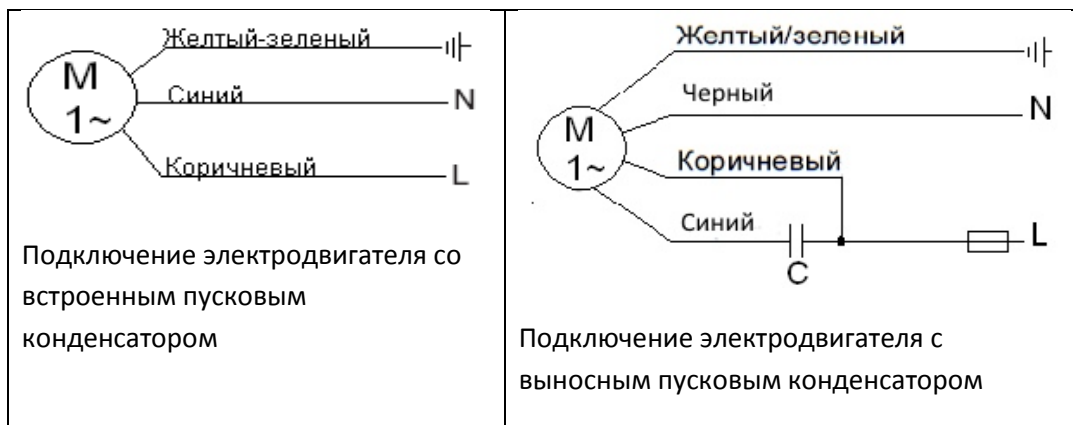 Желтый-зеленый
M
1~
Синий
N
Коричневый
L
Подключение электродвигателя со
встроенным пусковым
конденсатором
Желтый/зеленый
Черный
N
M
1~
Коричневый
Синий
L
C
Подключение электродвигателя с
выносным пусковым конденсатором